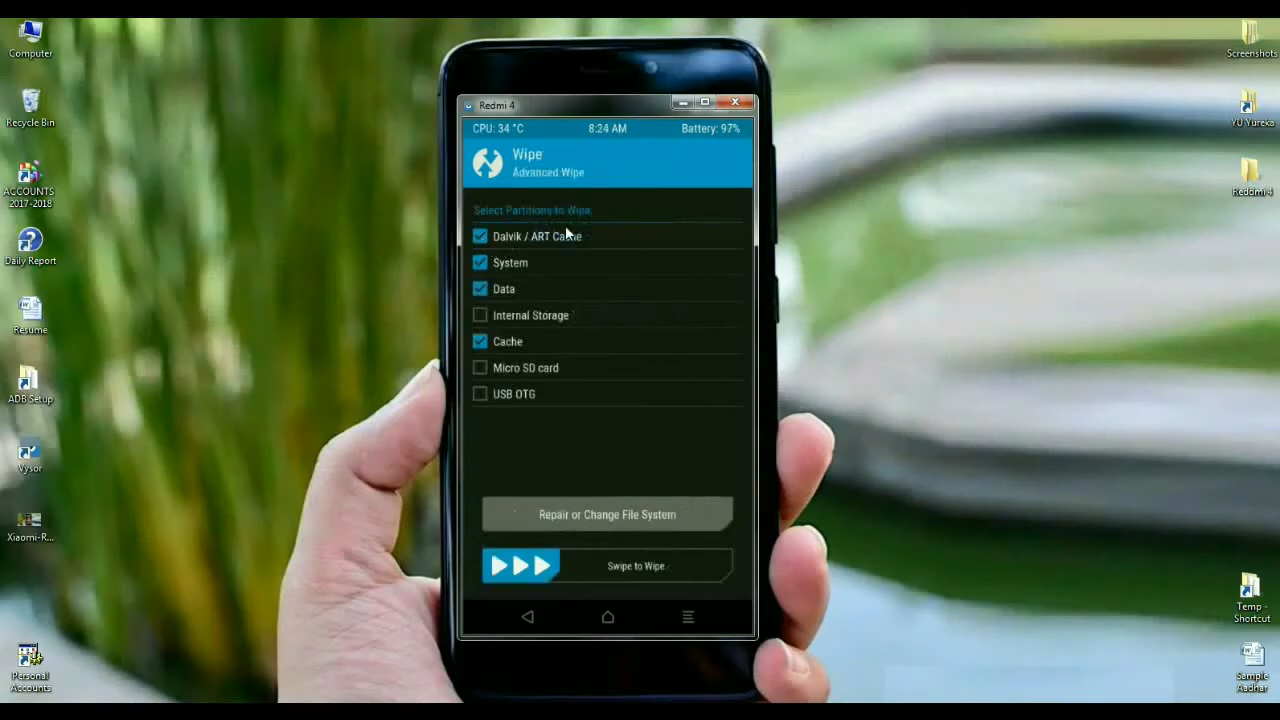 Computer
Recycle Bin
ACCOUNTS
2017-2018
Daily Report
Resume
ADB Setup
Vysor
Xiaomi-R...
Personal
Accounts
Redmi 4
CPU: 34 °C
8:24 AM
Battery: 97%
Wipe
Advanced Wipe
Select Partitions to Wipe:
Dalvik / ART Cache
System
Data
Internal Storage
Cache
Micro SD card
USB OTG
Repair or Change File System
Swipe to Wipe
Screenshots
YU Yureka
Redomi 4
Temp -
Shortcut
Sample
Aadhar